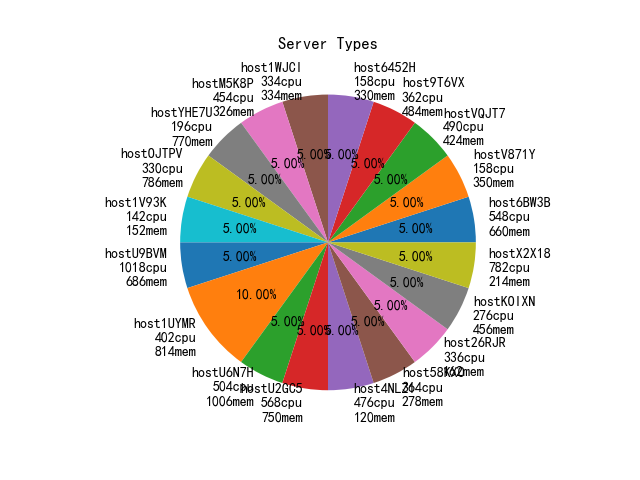 Server Types
host6BW3B
548cpu
660mem
hostV871Y
158cpu
350mem
hostVQJT7
490cpu
424mem
host9T6VX
362cpu
484mem
host6452H
158cpu
330mem
host1WJCI
334cpu
334mem
hostM5K8P
454cpu
326mem
hostYHE7U
196cpu
770mem
hostOJTPV
330cpu
786mem
host1V93K
142cpu
152mem
hostU9BVM
1018cpu
686mem
host1UYMR
402cpu
814mem
hostU6N7H
504cpu
1006mem
hostU2GC5
568cpu
750mem
476cpu
120mem
278mem
host26RJR
336cpu
hostKOIXN
276cpu
456mem
hostX2X18
782cpu
214mem
5.00%
5.00%
5.00%
5.00%
5.00%
5.00%
5.00%
5.00%
5.00%
5.00%
5.00%
10.00%
5.00%
5.00%
5.00%
5.00%
5.00%
5.00%
5.00%